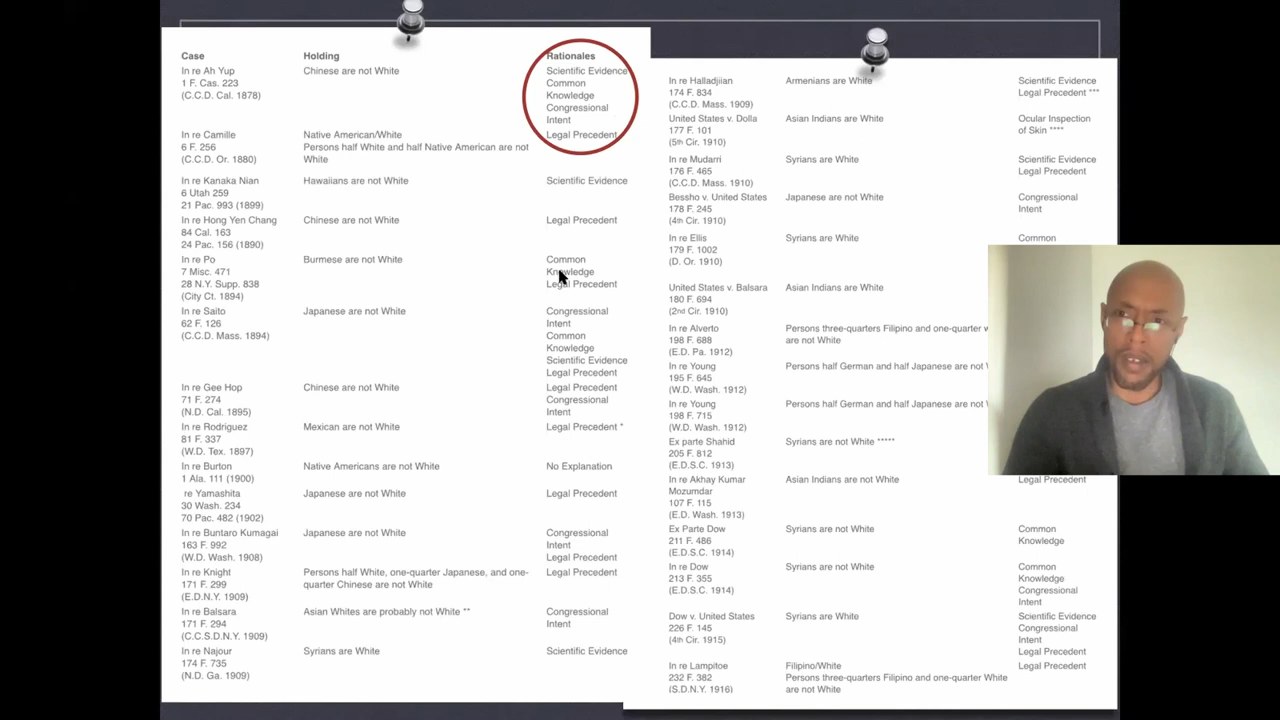 Case Holding Rationales
In re Ah Yup Chinese are not White Scientific Evidence
1 F. Cas. 223 Common
(C.C.D. Cal. 1878) Knowledge
Congressional
Intent
In re Camille Native American/White Legal Precedent
6 F. 256 Persons half White and half Native American are not
(C.C.D. Or. 1880) White
In re Kanaka Nian Hawaiians are not White Scientific Evidence
6 Utah 259
21 Pac. 993 (1899)
In re Hong Yen Chang Chinese are not White Legal Precedent
84 Cal. 163
24 Pac. 156 (1890)
In re Po Burmese are not White Common
7 Misc. 471 Knowledge
28 N.Y. Supp. 838 Legal Precedent
(City Ct. 1894)
In re Saito Japanese are not White Congressional
62 F. 126 Intent
(C.C.D. Mass. 1894) Common
Knowledge
Scientific Evidence
Legal Precedent
In re Gee Hop Chinese are not White Legal Precedent
71 F. 274 Congressional
(N.D. Cal. 1895) Intent
In re Rodriguez Mexican are not White Legal Precedent *
81 F. 337
(W.D. Tex. 1897)
In re Burton Native Americans are not White No Explanation
1 Ala. 111 (1900)
re Yamashita Japanese are not White Legal Precedent
30 Wash. 234
70 Pac. 482 (1902)
In re Buntaro Kumagai Japanese are not White Congressional
163 F. 992 Intent
(W.D. Wash. 1908) Legal Precedent
In re Knight Persons half White, one-quarter Japanese, and one- Legal Precedent
171 F. 299 quarter Chinese are not White
(E.D.N.Y. 1909)
In re Balsara Asian Whites are probably not White ** Congressional
171 F. 294 Intent
(C.C.S.D.N.Y. 1909)
In re Najour Syrians are White Scientific Evidence
174 F. 735
(N.D. Ga. 1909)
In re Halladjiian Armenians are White Scientific Evidence
174 F. 834 Legal Precedent ***
(C.C.D. Mass. 1909)
United States v. Dolla Asian Indians are White Ocular Inspection
177 F. 101 of Skin ****
(5th Cir. 1910)
In re Mudarri Syrians are White Scientific Evidence
176 F. 465 Legal Precedent
(C.C.D. Mass. 1910)
Bessho v. United States Japanese are not White Congressional
178 F. 245 Intent
(4th Cir. 1910)
In re Ellis Syrians are White Common
179 F. 1002
(D. Or. 1910)
United States v. Balsara Asian Indians are White
180 F. 694
(2nd Cir. 1910)
In re Alverto Persons three-quarters Filipino and one-quarter w
198 F. 688 are not White
(E.D. Pa. 1912)
In re Young Persons half German and half Japanese are not
195 F. 645
(W.D. Wash. 1912)
In re Young Persons half German and half Japanese are not
198 F. 715
(W.D. Wash. 1912)
Ex parte Shahid Syrians are not White *****
205 F. 812
(E.D.S.C. 1913)
In re Akhay Kumar Asian Indians are not White Legal Precedent
Mozumdar
107 F. 115
(E.D. Wash. 1913)
Ex Parte Dow Syrians are not White Common
211 F. 486 Knowledge
(E.D.S.C. 1914)
In re Dow Syrians are not White Common
213 F. 355 Knowledge
(E.D.S.C. 1914) Congressional
Intent
Dow v. United States Syrians are White Scientific Evidence
226 F. 145 Congressional
(4th Cir. 1915) Intent
Legal Precedent
In re Lampitoe Filipino/White Legal Precedent
232 F. 382 Persons three-quarters Filipino and one-quarter White
(S.D.N.Y. 1916) are not White